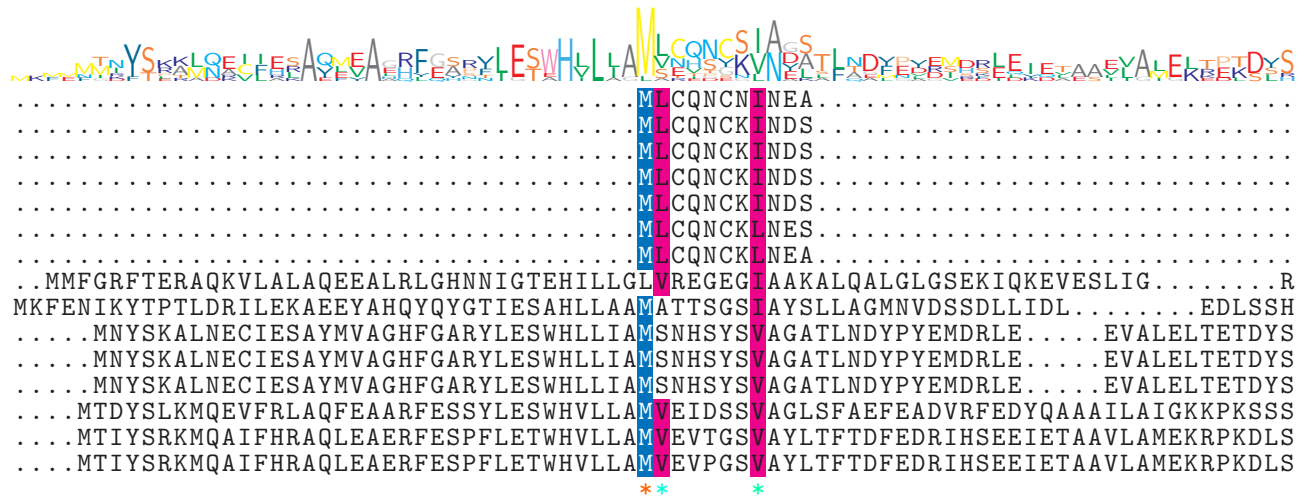 .......................................MLCQNCNINEA..............................
.......................................MLCQNCKINDS..............................
.......................................MLCQNCKINDS..............................
.......................................MLCQNCKINDS..............................
.......................................MLCQNCKINDS..............................
.......................................MLCQNCKLNES..............................
.......................................MLCQNCKLNEA..............................
..MMFGRFTERAQKVLALAQEEALRLGHNNIGTEHILLGLVREGEGIAAKALQALGLGSEKIQKEVESLIG........R
MKFENIKYTPTLDRILEKAEEYAHQYQYGTIESAHLLAAMATTSGSIAYSLLAGMNVDSSDLLIDL........EDLSSH
.....MNYSKALNECIESAYMVAGHFGARYLESWHLLIAMSNHSYSVAGATLNDYPYEMDRLE.....EVALELTETDYS
.....MNYSKALNECIESAYMVAGHFGARYLESWHLLIAMSNHSYSVAGATLNDYPYEMDRLE.....EVALELTETDYS
.....MNYSKALNECIESAYMVAGHFGARYLESWHLLIAMSNHSYSVAGATLNDYPYEMDRLE.....EVALELTETDYS
....MTDYSLKMQEVFRLAQFEAARFESSYLESWHVLLAMVEIDSSVAGLSFAEFEADVRFEDYQAAAILAIGKKPKSSS
....MTIYSRKMQAIFHRAQLEAERFESPFLETWHVLLAMVEVTGSVAYLTFTDFEDRIHSEEIETAAVLAMEKRPKDLS
....MTIYSRKMQAIFHRAQLEAERFESPFLETWHVLLAMVEVPGSVAYLTFTDFEDRIHSEEIETAAVLAMEKRPKDLS
** *